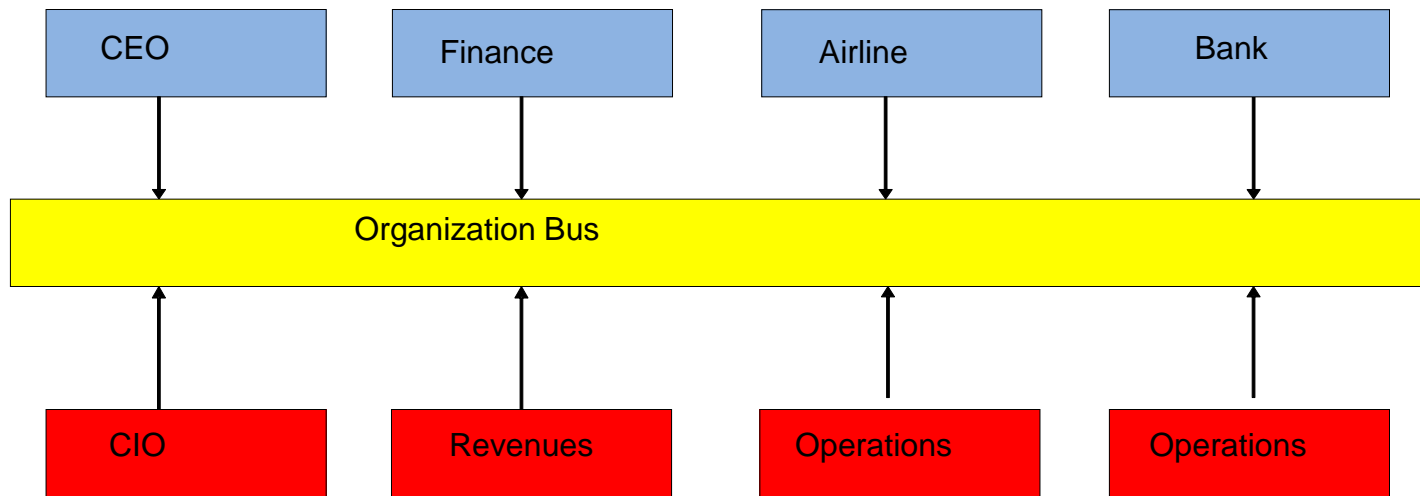 CEO
Finance
Airline
Bank
Organization Bus
CIO
Revenues
Operations
Operations